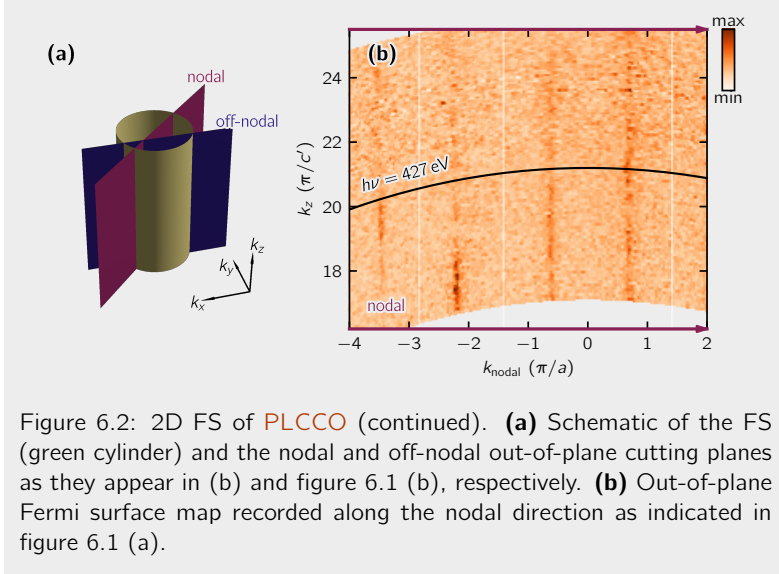 (a)
nodal
off-nodal
k_z
k_y
k_x
(b)
max
min
k_z (π/c′)
24
22
20
18
hν = 427 eV
nodal
−4 −3 −2 −1 0 1 2
k_nodal (π/a)
Figure 6.2: 2D FS of PLCCO (continued). (a) Schematic of the FS
(green cylinder) and the nodal and off-nodal out-of-plane cutting planes
as they appear in (b) and figure 6.1 (b), respectively. (b) Out-of-plane
Fermi surface map recorded along the nodal direction as indicated in
figure 6.1 (a).